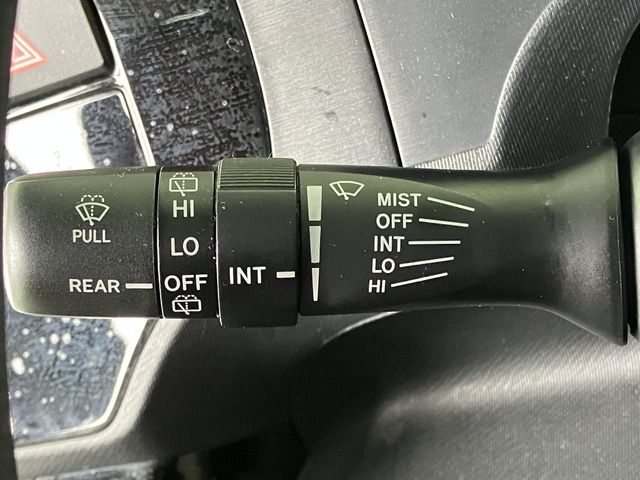 PULL
REAR
HI
LO
OFF
INT
MIST
OFF
INT
LO
HI